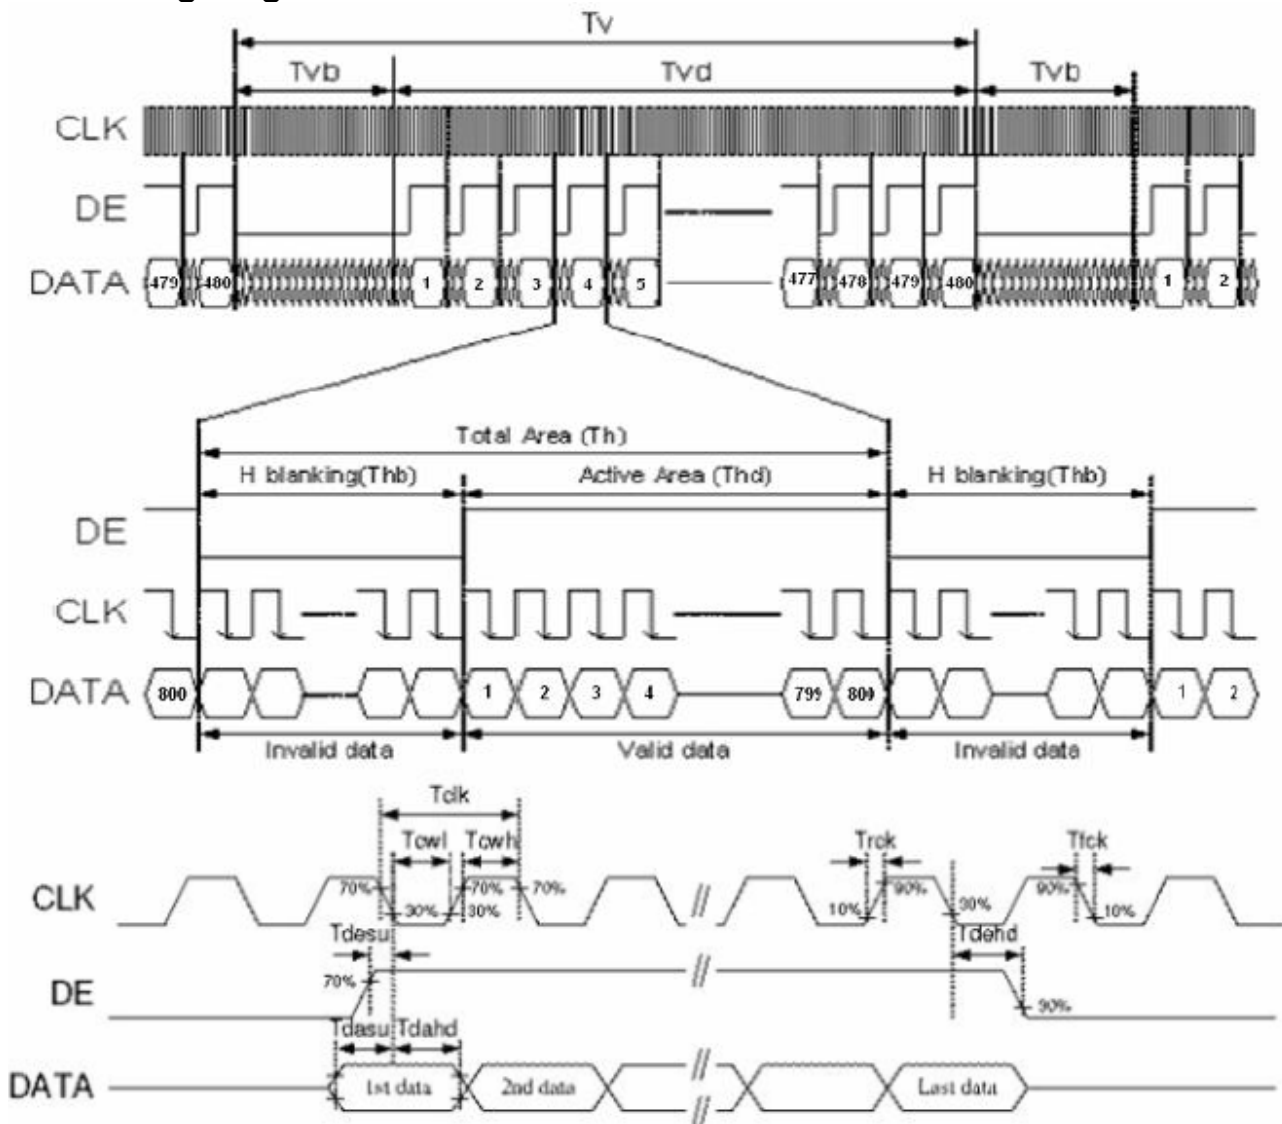 Tv
Tvb Tvd Tvb
CLK
DE
DATA 479 480 1 2 3 4 5 477 478 479 480 1 2
Total Area (Th)
H blanking(Thb) Active Area (Thd) H blanking(Thb)
DE
CLK
DATA 800 1 2 3 4 799 800 1 2
Invalid data Valid data Invalid data
Tclk
Tcwl Tcwh Trck Tfck
CLK 70% 70% 70% 90% 90%
30% 30% 10% 10%
Tdesu Tdehd
70%
DE
Tdasu Tdahd
DATA 1st data 2nd data Last data